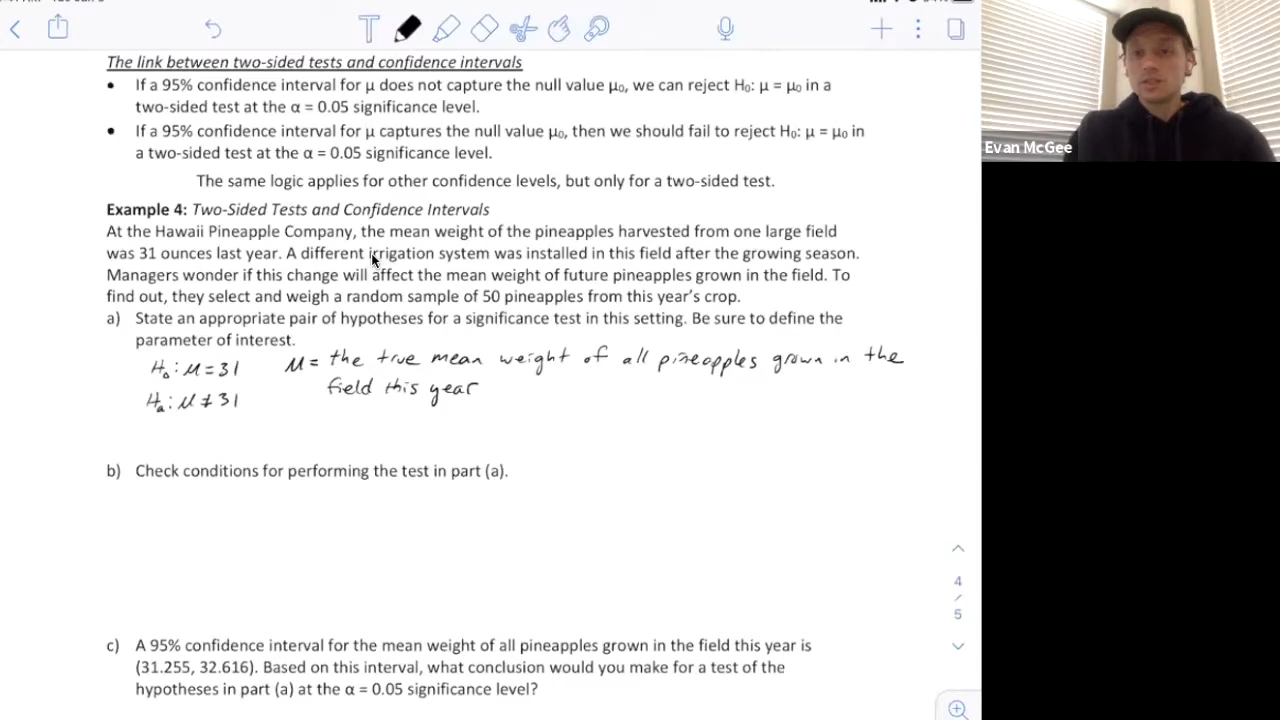 The link between two-sided tests and confidence intervals
• If a 95% confidence interval for μ does not capture the null value μ₀, we can reject H₀: μ = μ₀ in a
two-sided test at the α = 0.05 significance level.
• If a 95% confidence interval for μ captures the null value μ₀, then we should fail to reject H₀: μ = μ₀ in
a two-sided test at the α = 0.05 significance level.
The same logic applies for other confidence levels, but only for a two-sided test.
Example 4: Two-Sided Tests and Confidence Intervals
At the Hawaii Pineapple Company, the mean weight of the pineapples harvested from one large field
was 31 ounces last year. A different irrigation system was installed in this field after the growing season.
Managers wonder if this change will affect the mean weight of future pineapples grown in the field. To
find out, they select and weigh a random sample of 50 pineapples from this year's crop.
a) State an appropriate pair of hypotheses for a significance test in this setting. Be sure to define the
parameter of interest.
H₀: μ = 31 μ = the true mean weight of all pineapples grown in the
field this year
Hₐ: μ ≠ 31
b) Check conditions for performing the test in part (a).
c) A 95% confidence interval for the mean weight of all pineapples grown in the field this year is
(31.255, 32.616). Based on this interval, what conclusion would you make for a test of the
hypotheses in part (a) at the α = 0.05 significance level?
4
/
5
Evan McGee